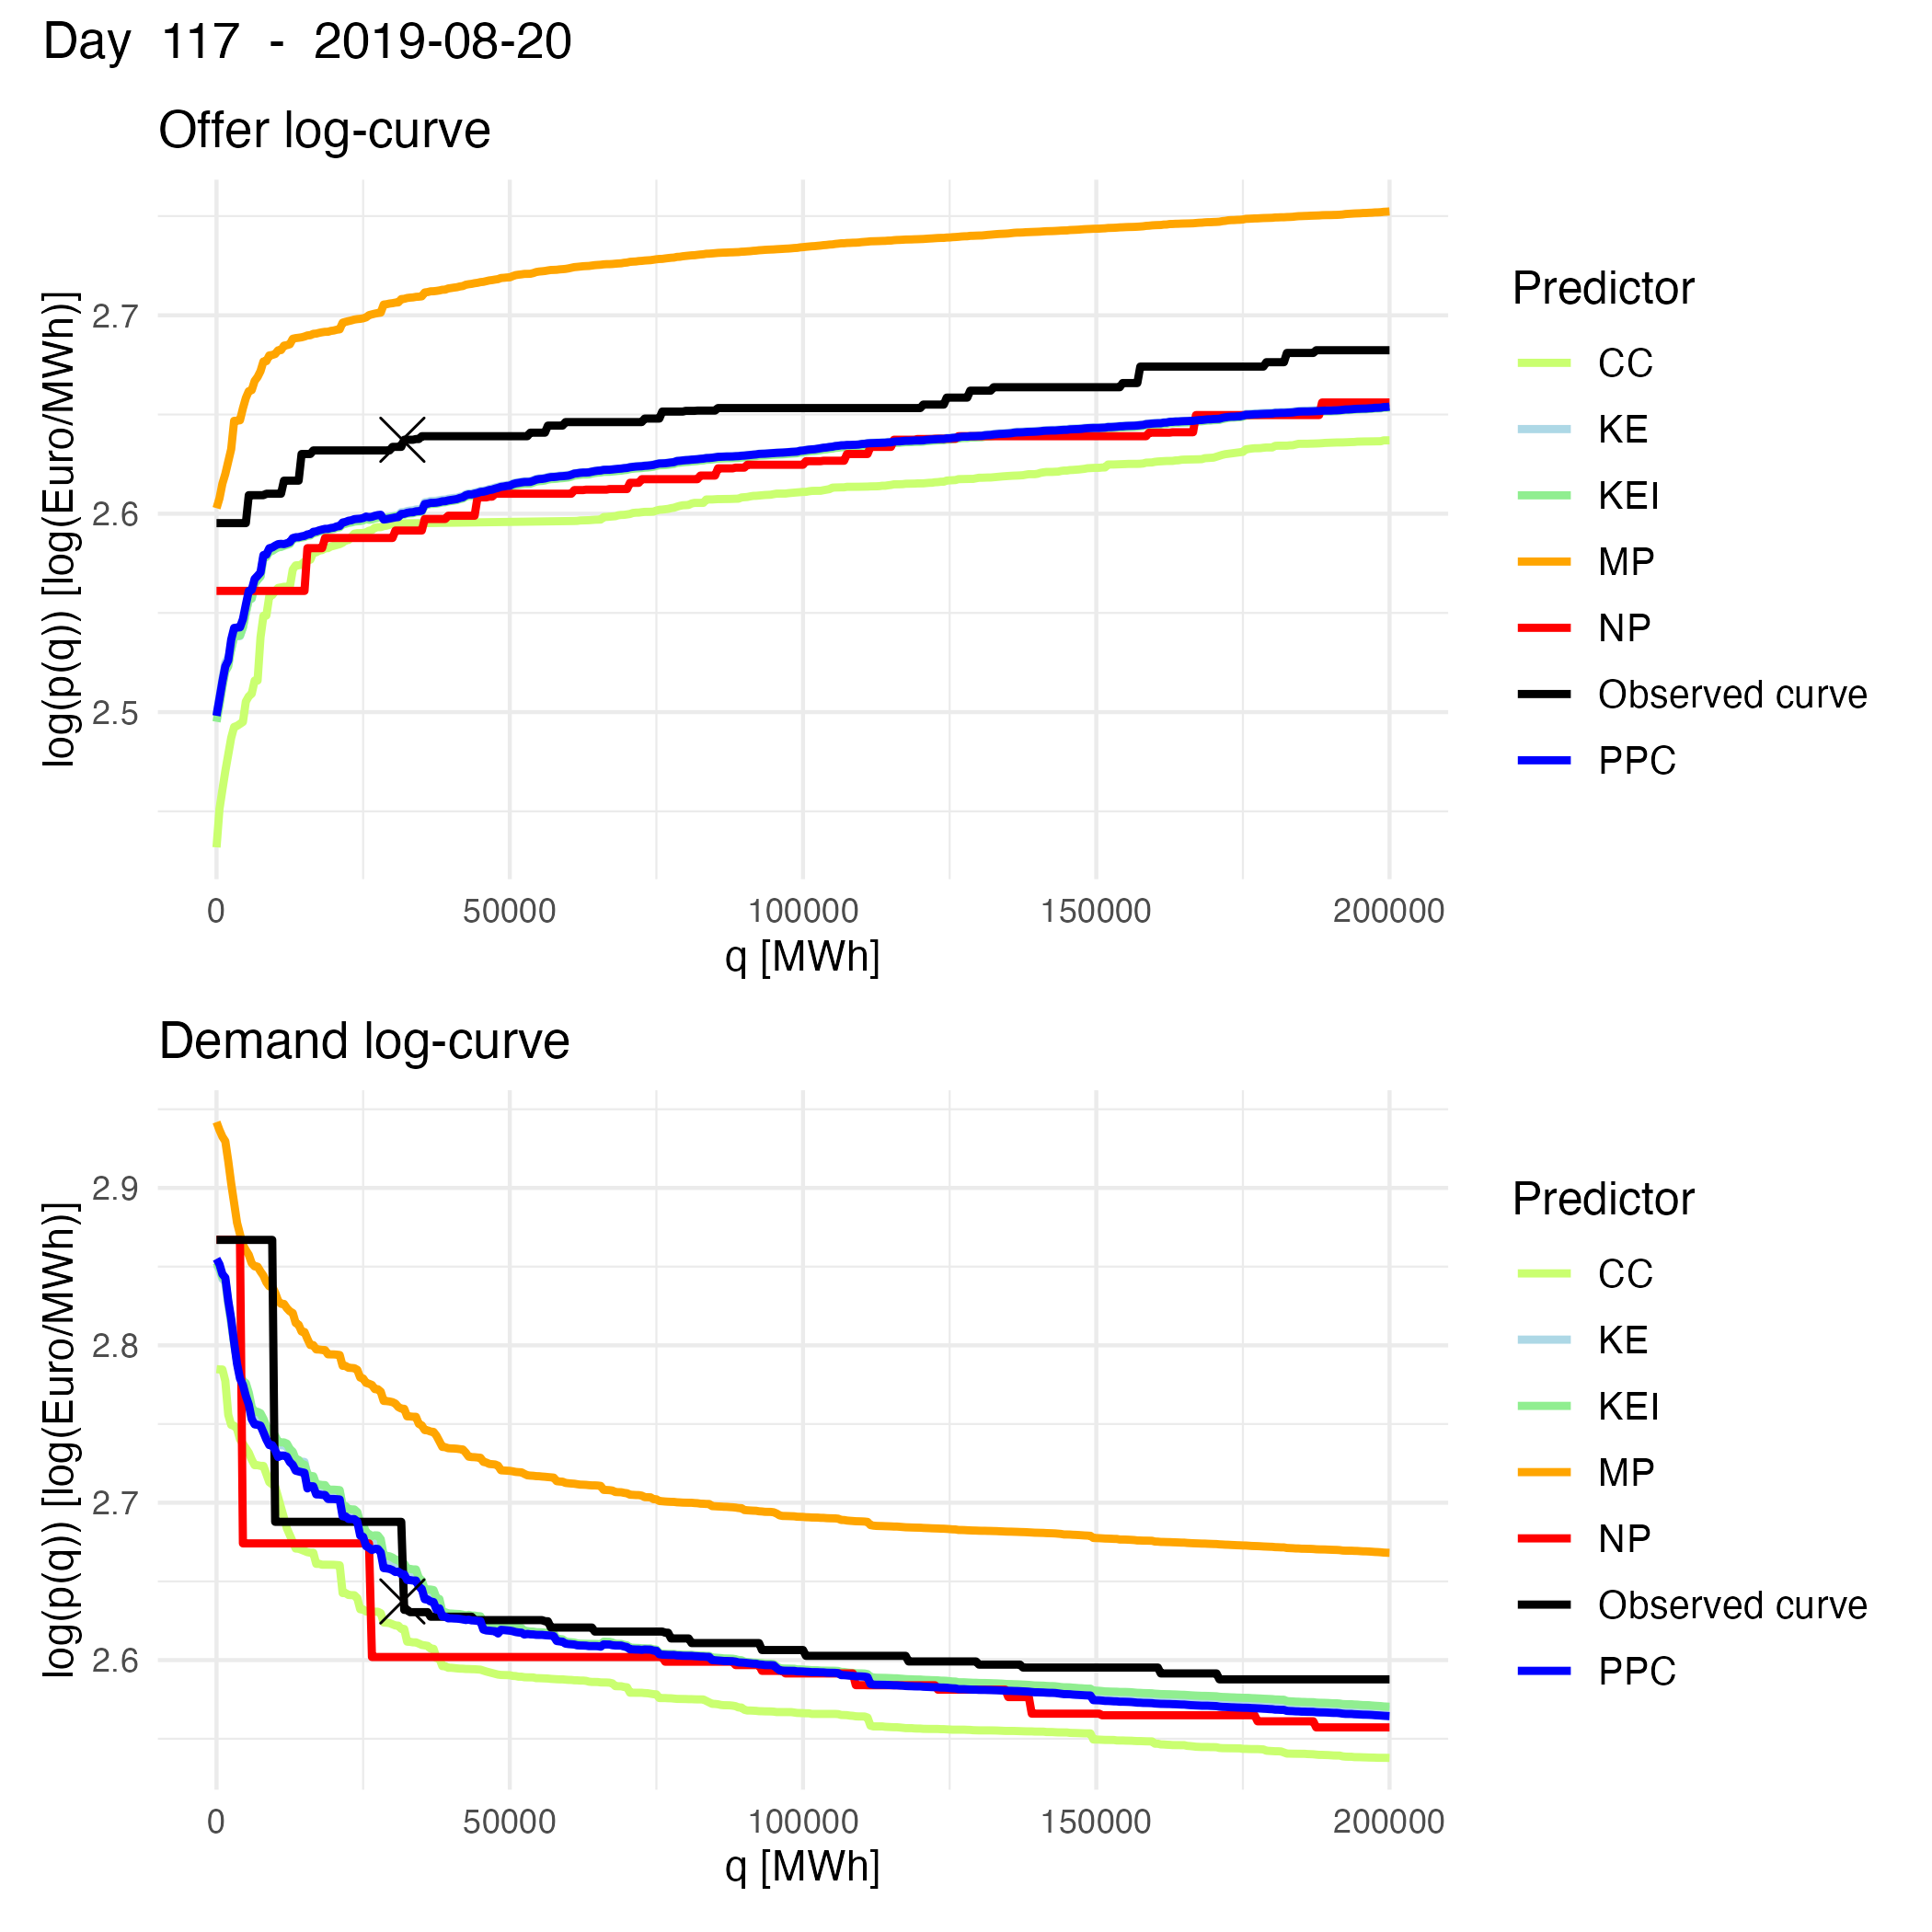 Day 117 - 2019-08-20
Offer log-curve
log(p(q)) [log(Euro/MWh)]
2.7
2.6
2.5
0 50000 100000 150000 200000
q [MWh]
Predictor
CC
KE
KEI
MP
NP
Observed curve
PPC
Demand log-curve
log(p(q)) [log(Euro/MWh)]
2.9
2.8
2.7
2.6
0 50000 100000 150000 200000
q [MWh]
Predictor
CC
KE
KEI
MP
NP
Observed curve
PPC